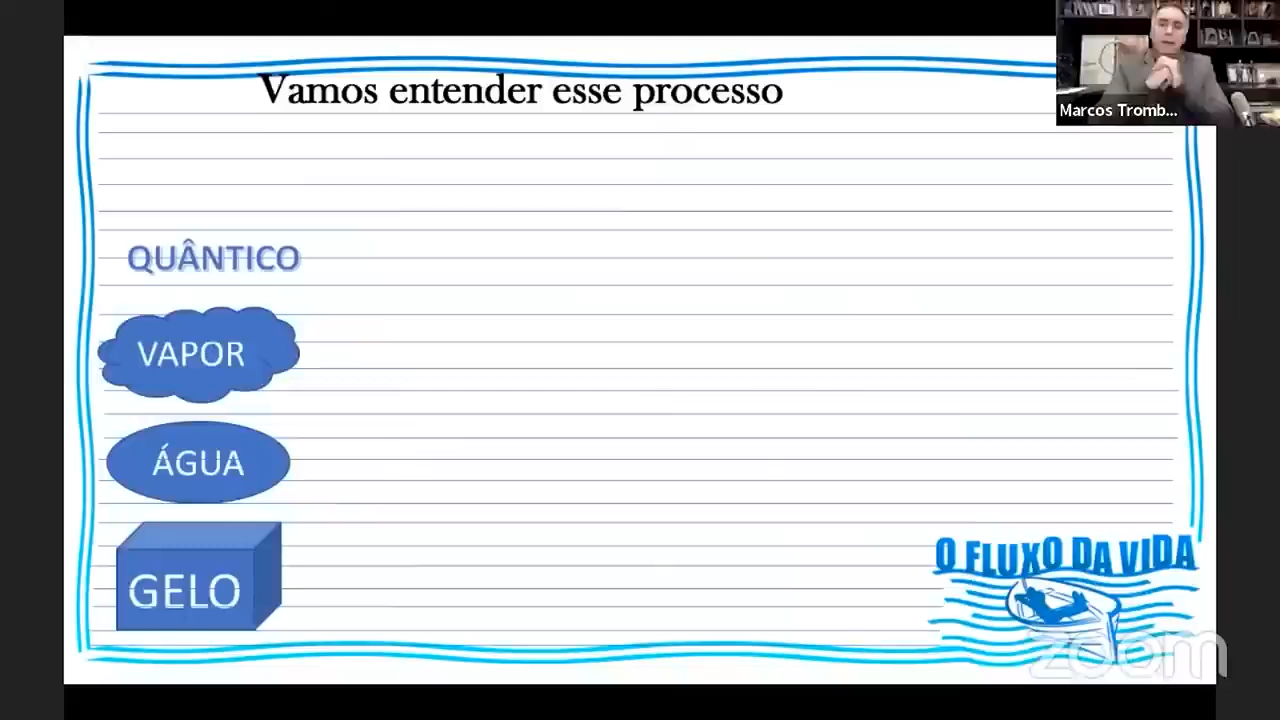 Vamos entender esse processo
Marcos Tromb...
QUÂNTICO
VAPOR
ÁGUA
GELO
O FLUXO DA VIDA
zoom